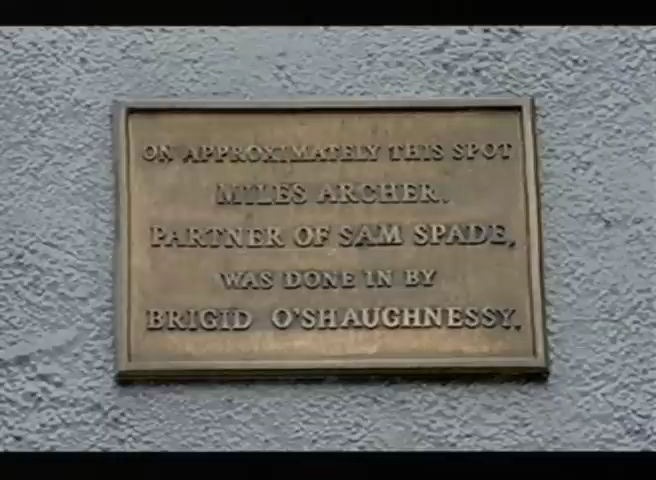 ON APPROXIMATELY THIS SPOT
MILES ARCHER,
PARTNER OF SAM SPADE,
WAS DONE IN BY
BRIGID O'SHAUGHNESSY.